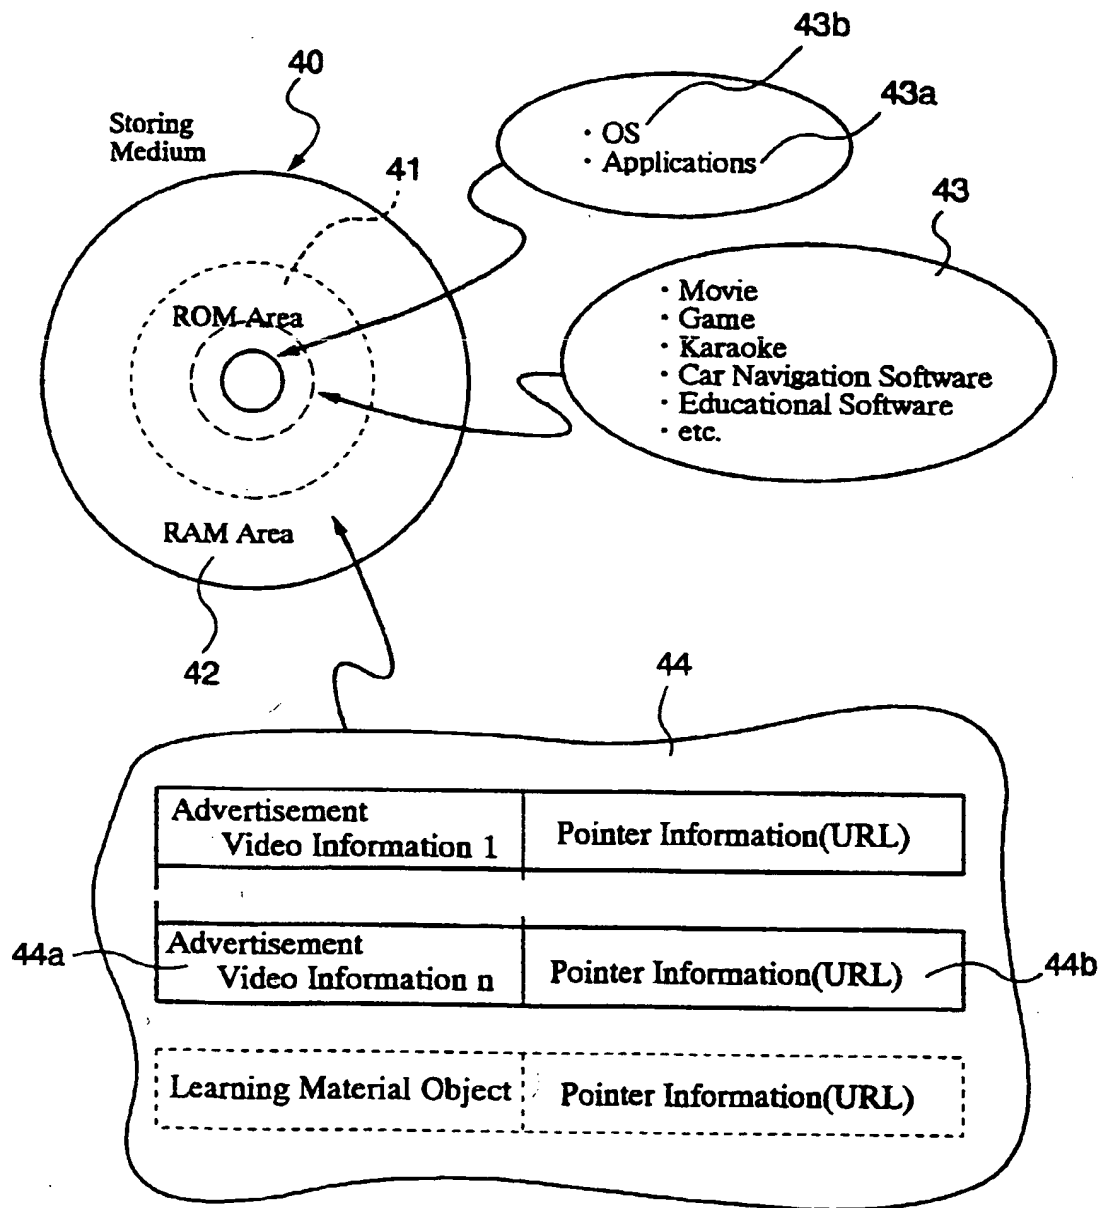 43b
40
43a
Storing
Medium
・OS
・Applications
41
43
ROM Area
・Movie
・Game
・Karaoke
・Car Navigation Software
・Educational Software
・etc.
RAM Area
42
44
Advertisement
Video Information 1
Pointer Information(URL)
Advertisement
Video Information n
Pointer Information(URL)
44a
44b
Learning Material Object
Pointer Information(URL)